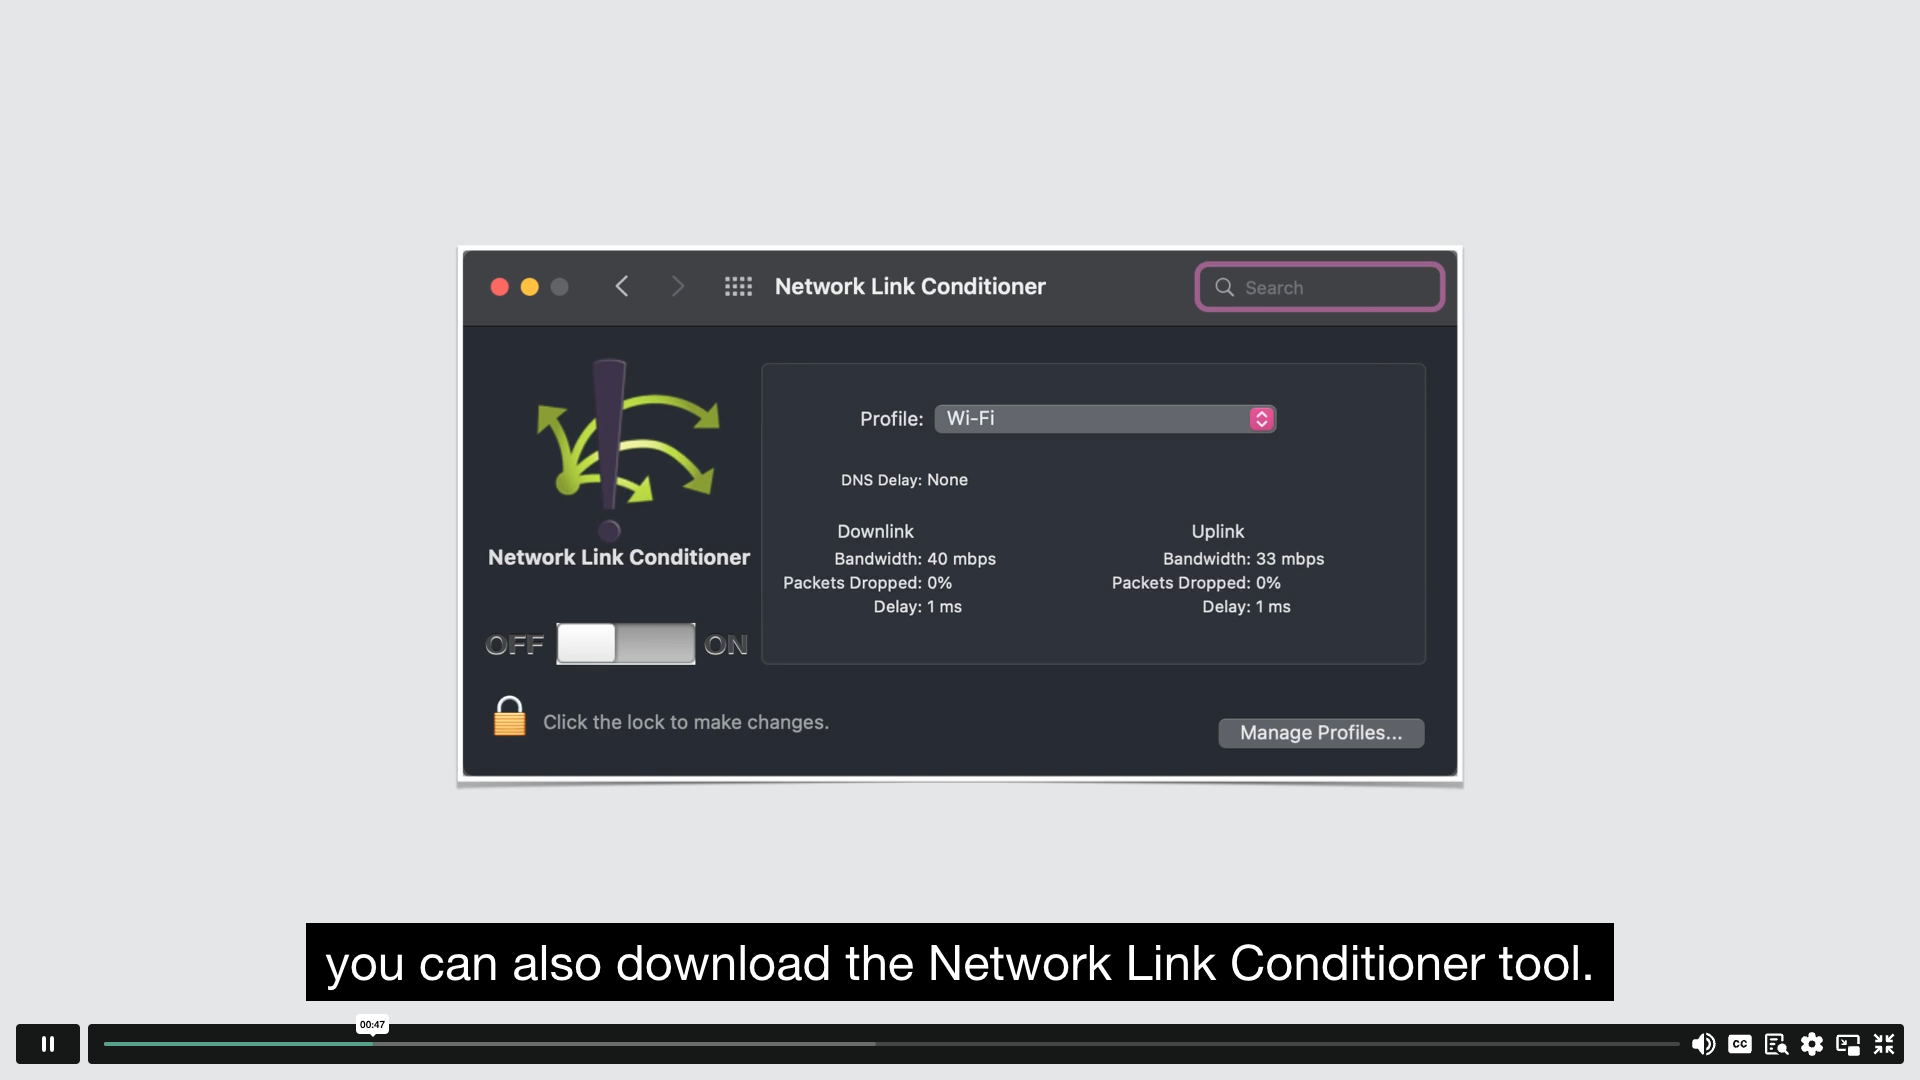 Network Link Conditioner
Search
Profile: Wi-Fi
DNS Delay: None
Downlink
Bandwidth: 40 mbps
Packets Dropped: 0%
Delay: 1 ms
Uplink
Bandwidth: 33 mbps
Packets Dropped: 0%
Delay: 1 ms
Network Link Conditioner
OFF ON
Click the lock to make changes.
Manage Profiles...
you can also download the Network Link Conditioner tool.
00:47
CC